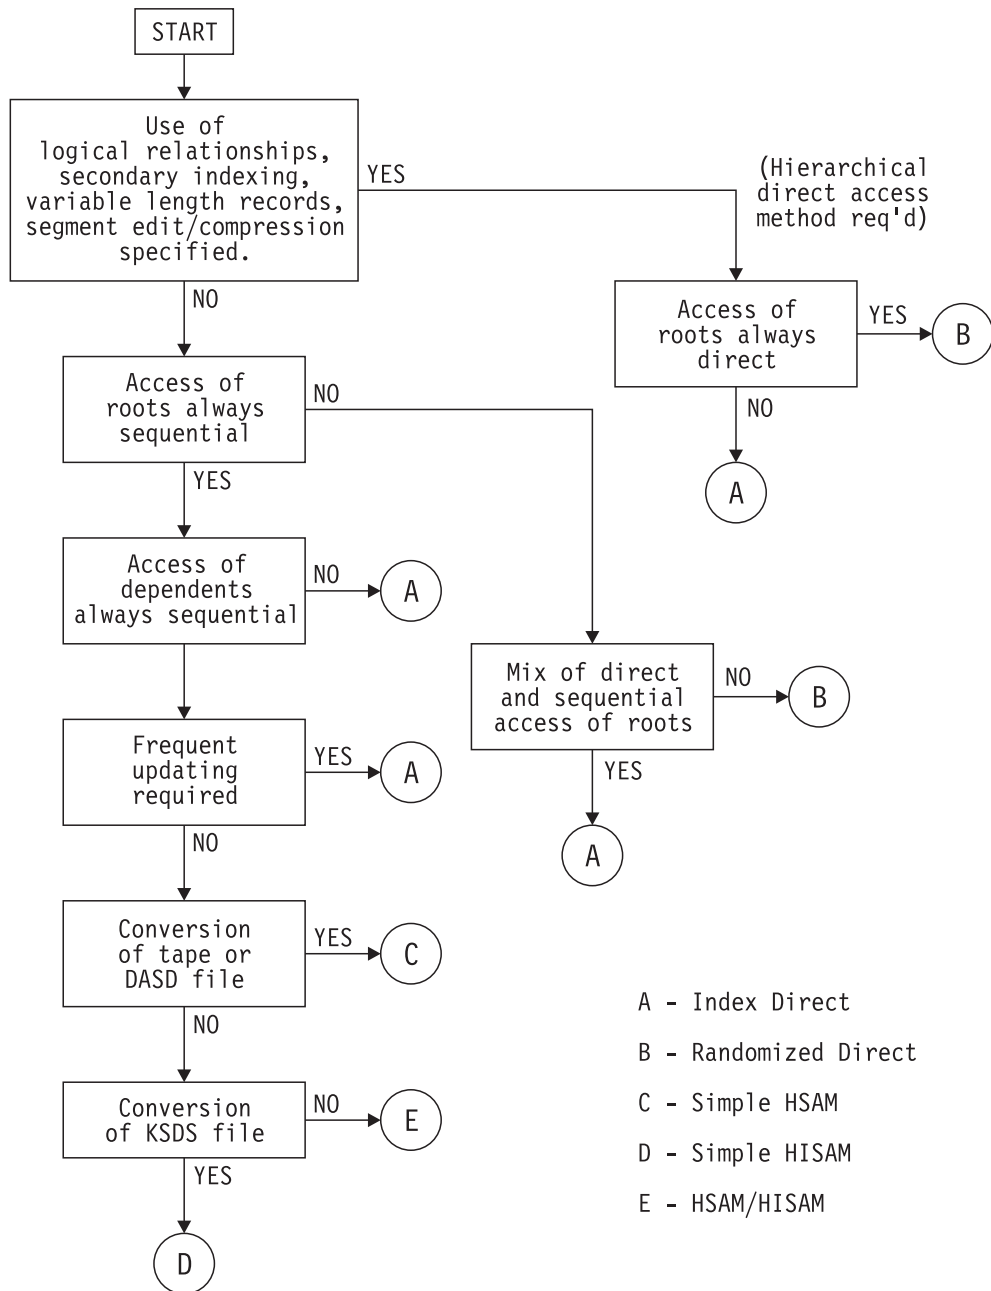 START
Use of
logical relationships,
secondary indexing,
variable length records,
segment edit/compression
specified.
YES
(Hierarchical
direct access
method req'd)
NO
Access of
roots always
direct
YES
B
NO
A
Access of
roots always
sequential
NO
YES
Access of
dependents
always sequential
NO
A
Mix of direct
and sequential
access of roots
NO
B
YES
A
Frequent
updating
required
YES
A
NO
Conversion
of tape or
DASD file
YES
C
NO
Conversion
of KSDS file
NO
E
YES
D
A - Index Direct
B - Randomized Direct
C - Simple HSAM
D - Simple HISAM
E - HSAM/HISAM